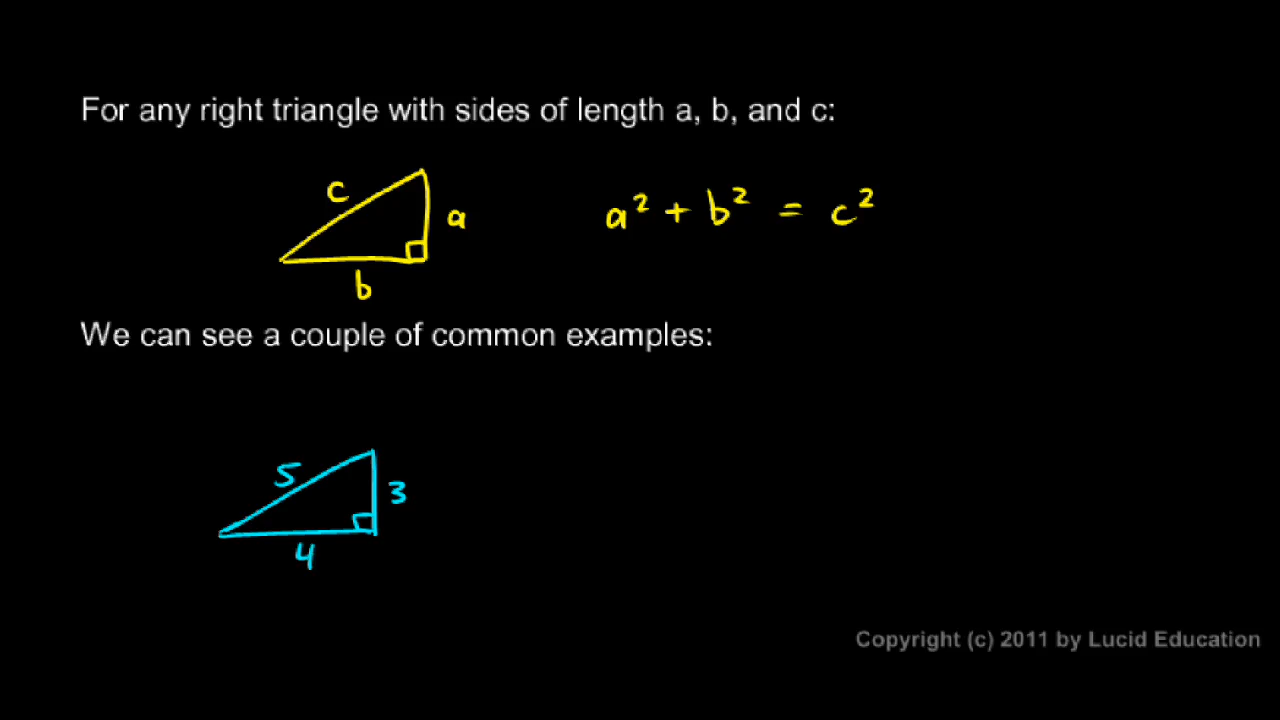 For any right triangle with sides of length a, b, and c:
c
a
a² + b² = c²
b
We can see a couple of common examples:
5
3
4
Copyright (c) 2011 by Lucid Education